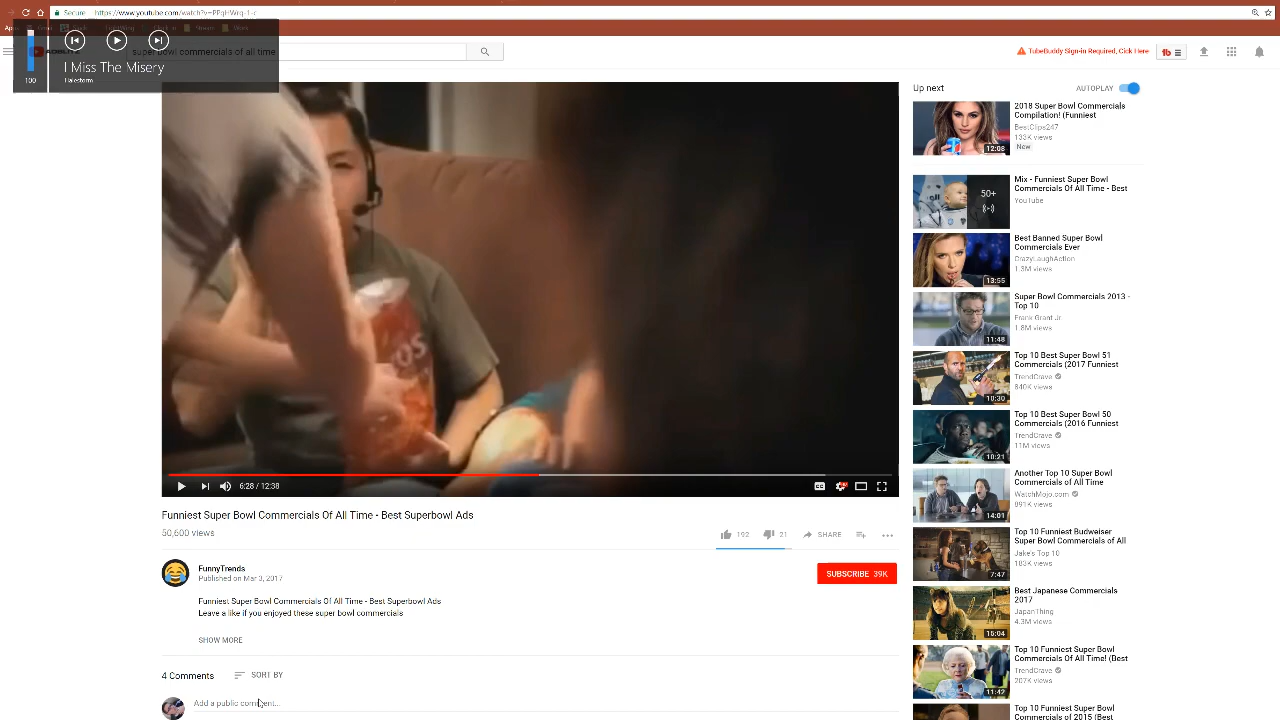 Secure https://www.youtube.com/watch?v=
super bowl commercials of all time
100
I Miss The Misery
Halestorm
TubeBuddy Sign-in Required, Cick Here
6:28 / 12:38
Funniest Super Bowl Commercials Of All Time - Best Superbowl Ads
50,600 views
192
21
SHARE
FunnyTrends
Published on Mar 3, 2017
SUBSCRIBE 39K
Funniest Super Bowl Commercials Of All Time - Best Superbowl Ads
Leave a like if you enjoyed these super bowl commercials
SHOW MORE
4 Comments
SORT BY
Add a public comment...
Up next
AUTOPLAY
2018 Super Bowl Commercials
Compilation! (Funniest
BestClips247
133K views
New
12:08
Mix - Funniest Super Bowl
Commercials Of All Time - Best
YouTube
50+
Best Banned Super Bowl
Commercials Ever
CrazyLaughAction
1.3M views
13:55
Super Bowl Commercials 2013 -
Top 10
Frank Grant Jr.
1.8M views
11:48
Top 10 Best Super Bowl 51
Commercials (2017 Funniest
TrendCrave
840K views
10:30
Top 10 Best Super Bowl 50
Commercials (2016 Funniest
TrendCrave
11M views
10:21
Another Top 10 Super Bowl
Commercials of All Time
WatchMojo.com
891K views
14:01
Top 10 Funniest Budweiser
Super Bowl Commercials of All
Jake's Top 10
183K views
7:47
Best Japanese Commercials
2017
JapanThing
4.3M views
15:04
Top 10 Funniest Super Bowl
Commercials Of All Time! (Best
TrendCrave
207K views
11:42
Top 10 Funniest Super Bowl
Commercials of 2015 (Best